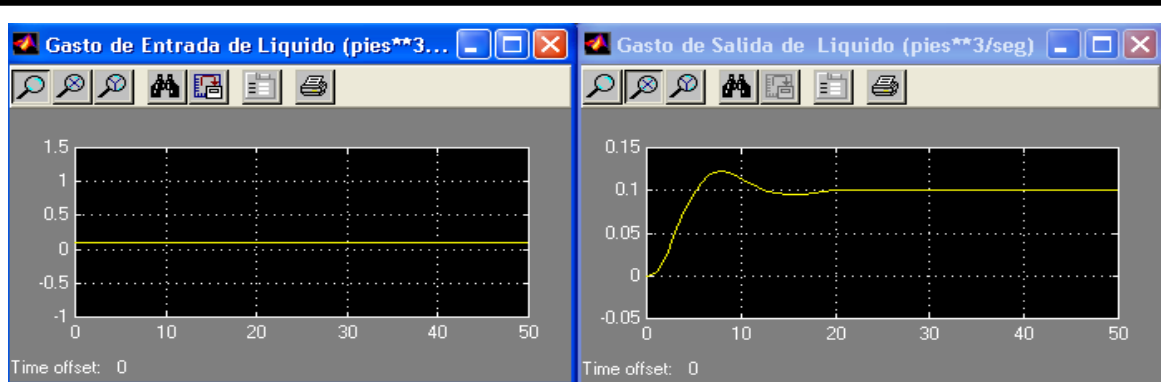 Gasto de Entrada de Liquido (pies**3...
1.5
1
0.5
0
-0.5
-1
0 10 20 30 40 50
Time offset: 0
Gasto de Salida de Liquido (pies**3/seg)
0.15
0.1
0.05
0
-0.05
0 10 20 30 40 50
Time offset: 0